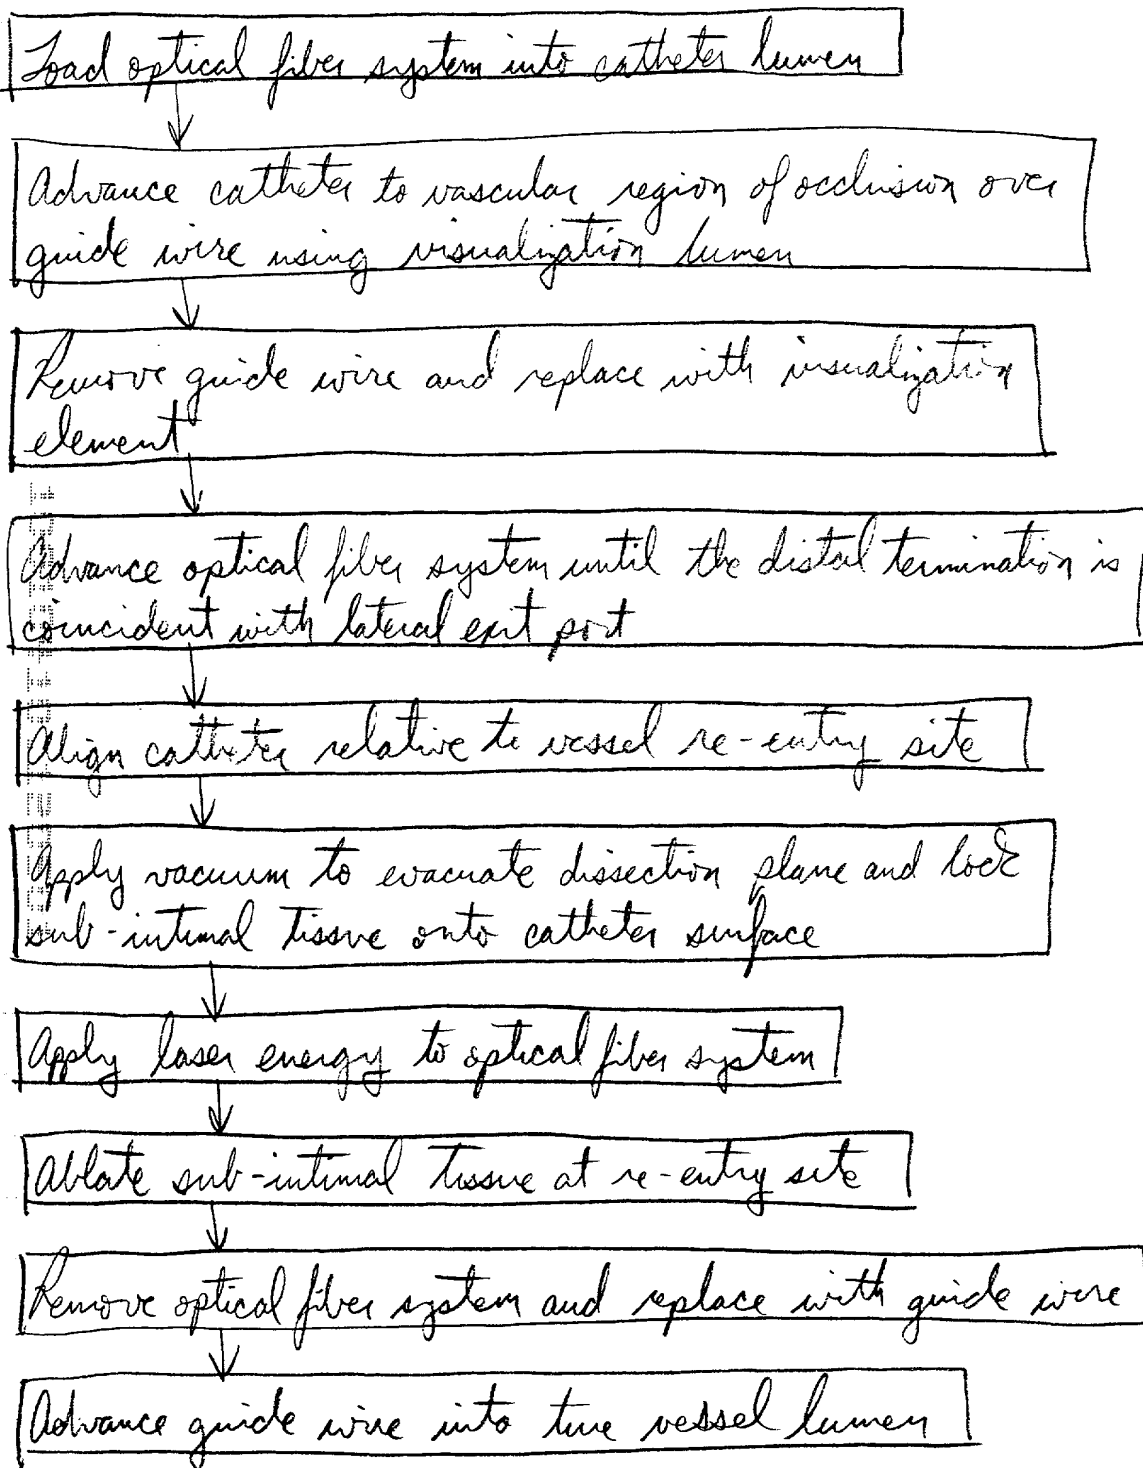 Load optical fiber system into catheter lumen
Advance catheter to vascular region of occlusion over
guide wire using visualization lumen
Remove guide wire and replace with visualization
element
Advance optical fiber system until the distal termination is
coincident with lateral exit port
Align catheter relative to vessel re-entry site
Apply vacuum to evacuate dissection plane and lock
sub-intimal tissue onto catheter surface
Apply laser energy to optical fiber system
Ablate sub-intimal tissue at re-entry site
Remove optical fiber system and replace with guide wire
Advance guide wire into true vessel lumen